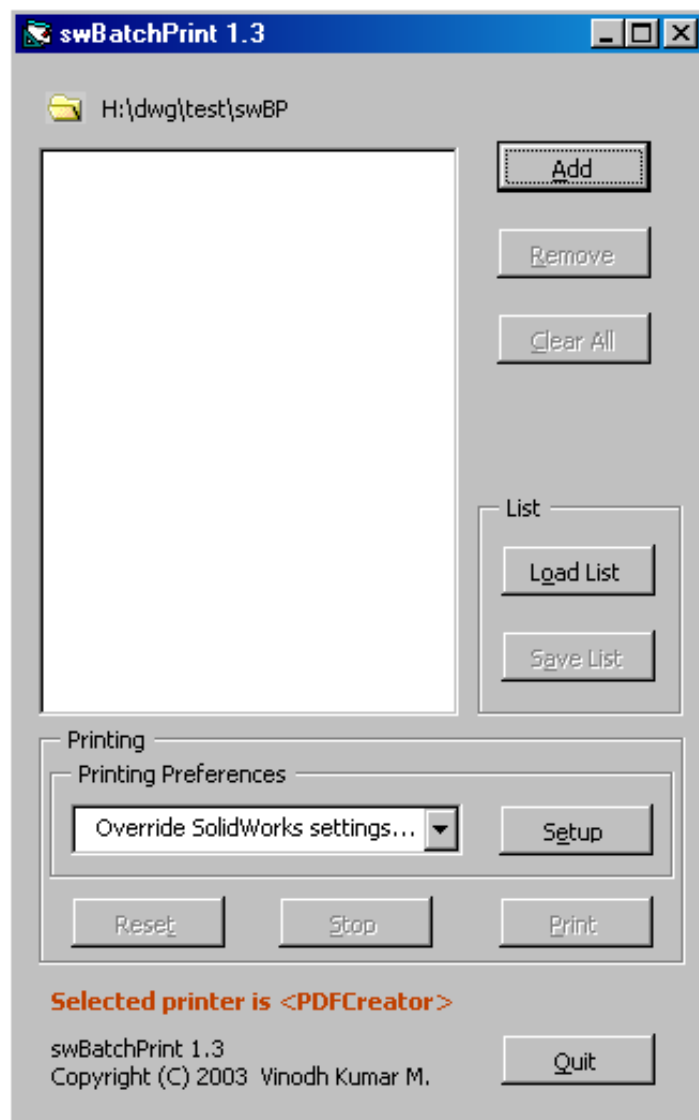 swBatchPrint 1.3
H:\dwg\test\swBP
Add
Remove
Clear All
List
Load List
Save List
Printing
Printing Preferences
Override SolidWorks settings...
Setup
Reset
Stop
Print
Selected printer is <PDFCreator>
swBatchPrint 1.3
Copyright (C) 2003  Vinodh Kumar M.
Quit